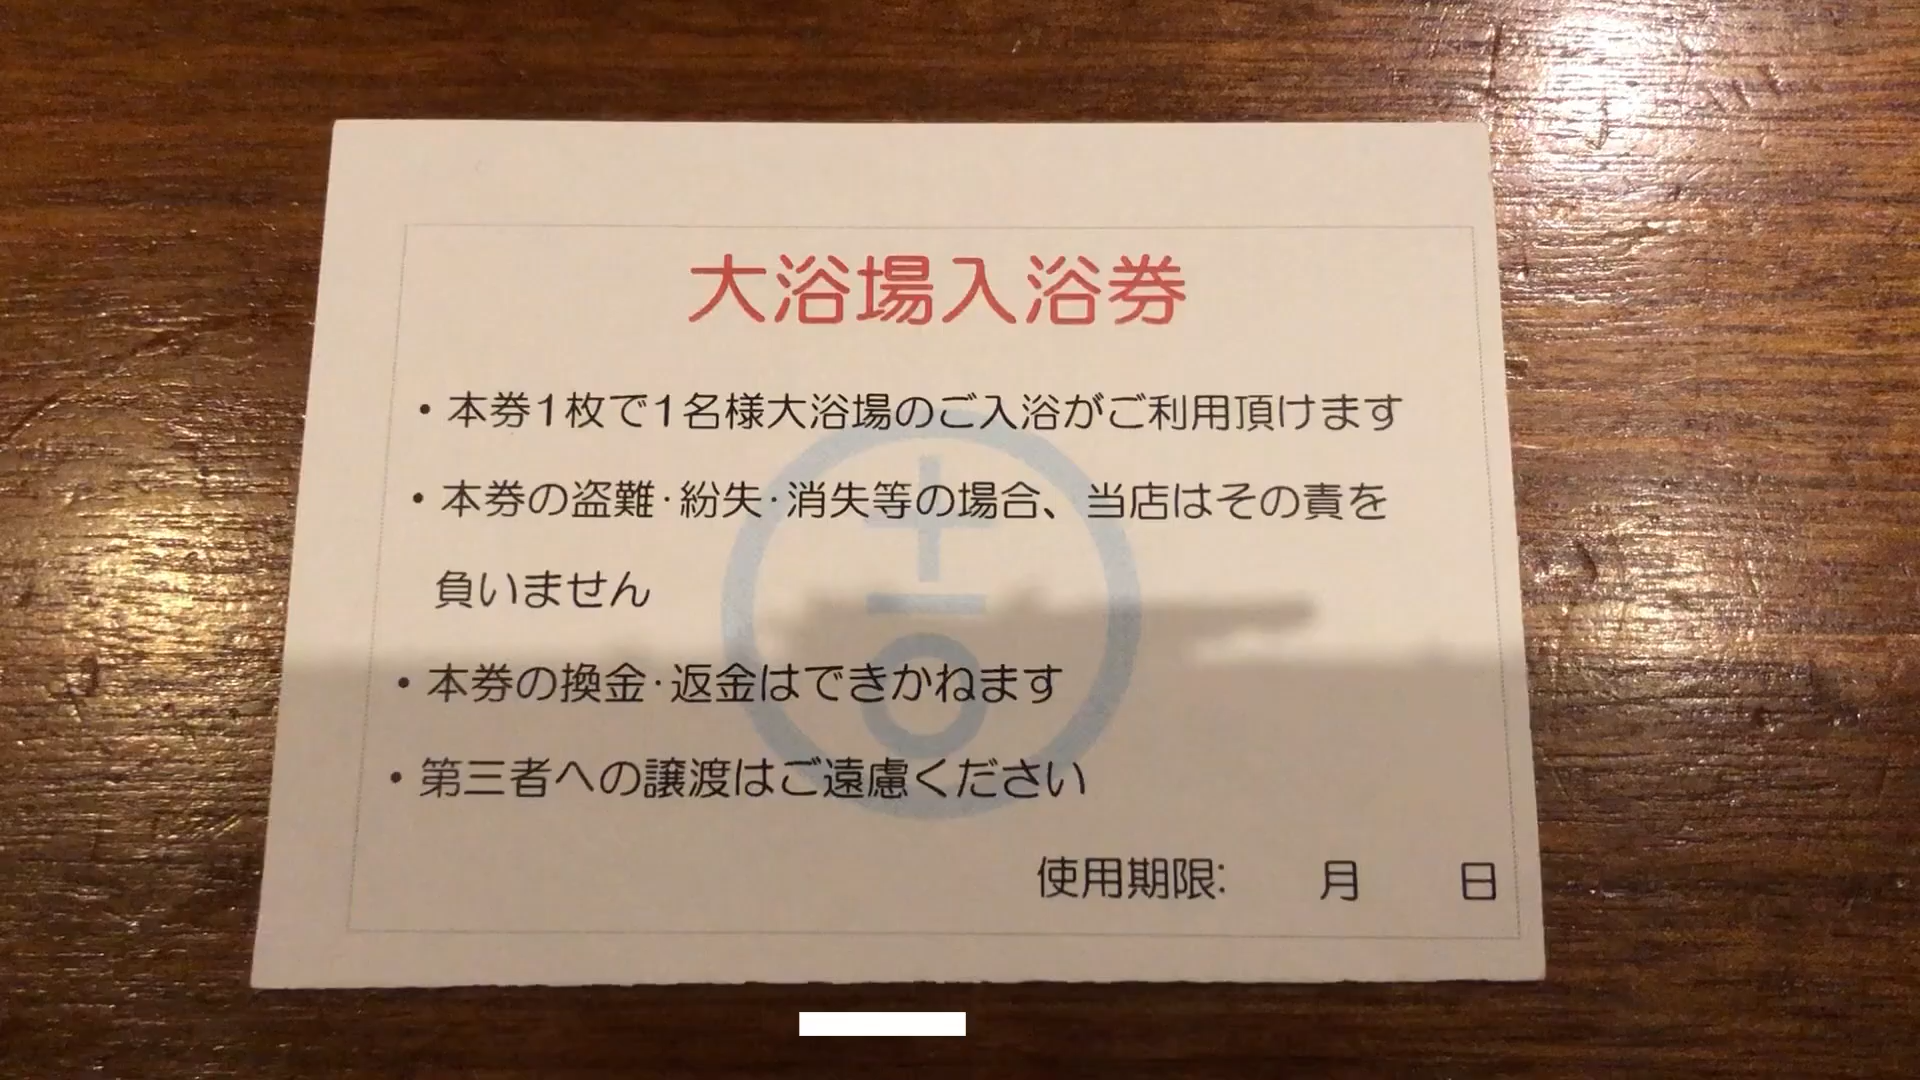 大浴場入浴券
・本券1枚で1名様大浴場のご入浴がご利用頂けます
・本券の盗難·紛失·消失等の場合、当店はその責を
負いません
・本券の換金·返金はできかねます
・第三者への譲渡はご遠慮ください
使用期限: 月 日